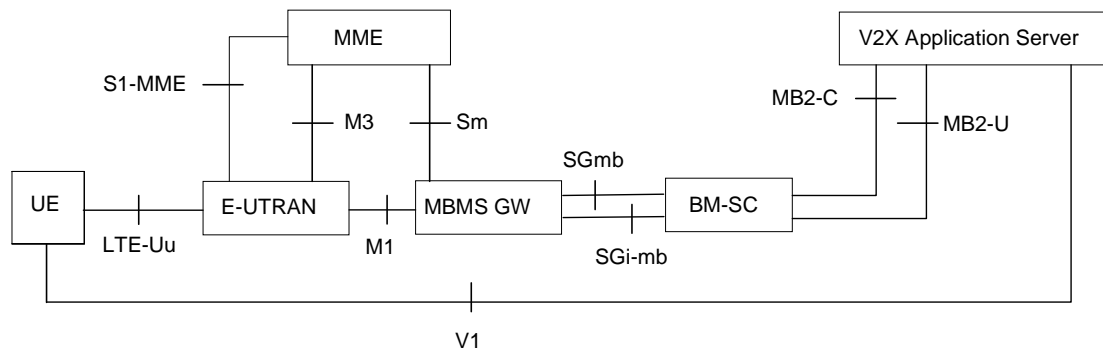 MME
V2X Application Server
S1-MME
MB2-C
M3
Sm
MB2-U
SGmb
UE
E-UTRAN
MBMS GW
BM-SC
LTE-Uu
M1
SGi-mb
V1